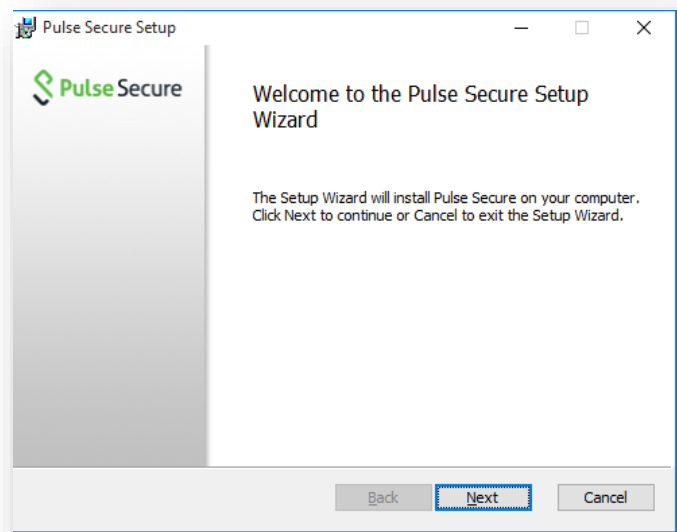 Pulse Secure Setup
Pulse Secure
Welcome to the Pulse Secure Setup
Wizard
The Setup Wizard will install Pulse Secure on your computer.
Click Next to continue or Cancel to exit the Setup Wizard.
Back Next Cancel